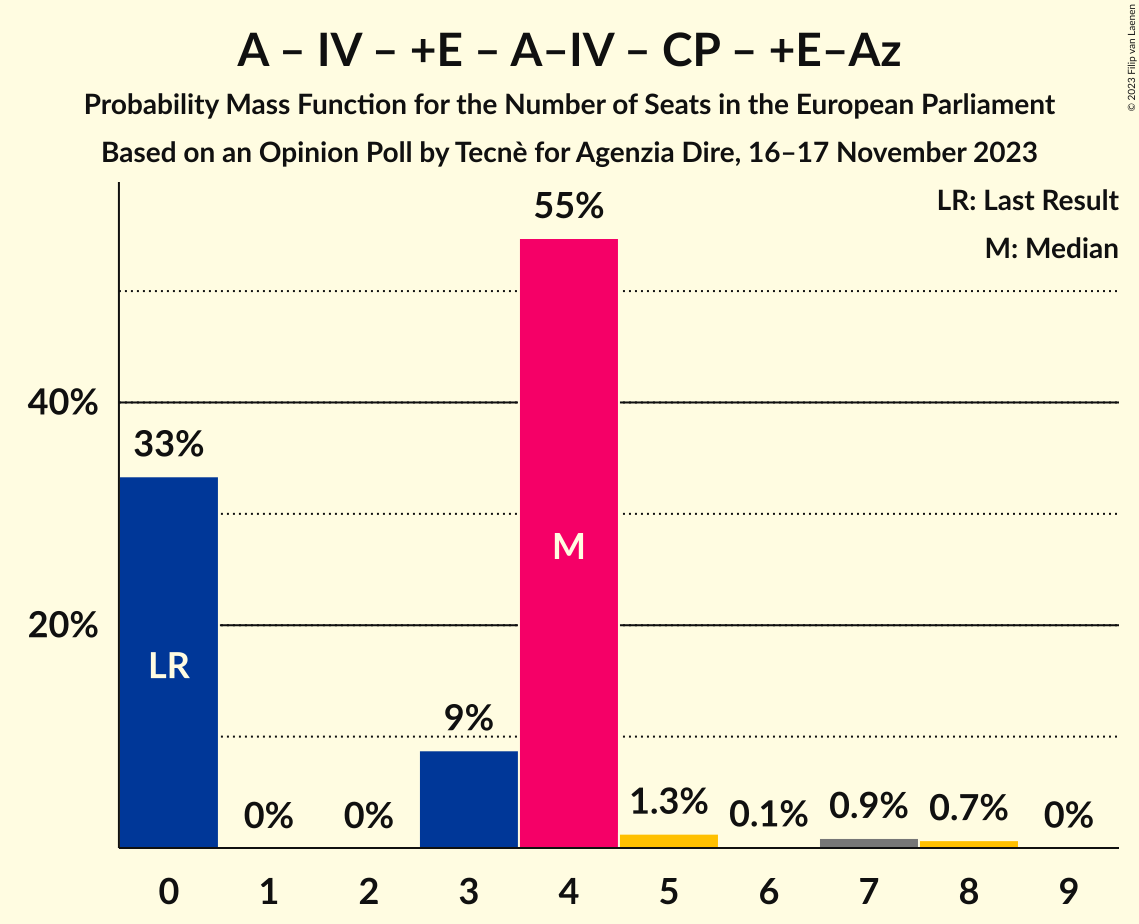 A – IV – +E – A–IV – CP – +E–Az
Probability Mass Function for the Number of Seats in the European Parliament
Based on an Opinion Poll by Tecnè for Agenzia Dire, 16–17 November 2023
© 2023 Filip van Laenen
LR: Last Result
M: Median
55%
40%
33%
M
20%
LR
9%
0%
0%
1.3%
0.1%
0.9%
0.7%
0%
0 1 2 3 4 5 6 7 8 9